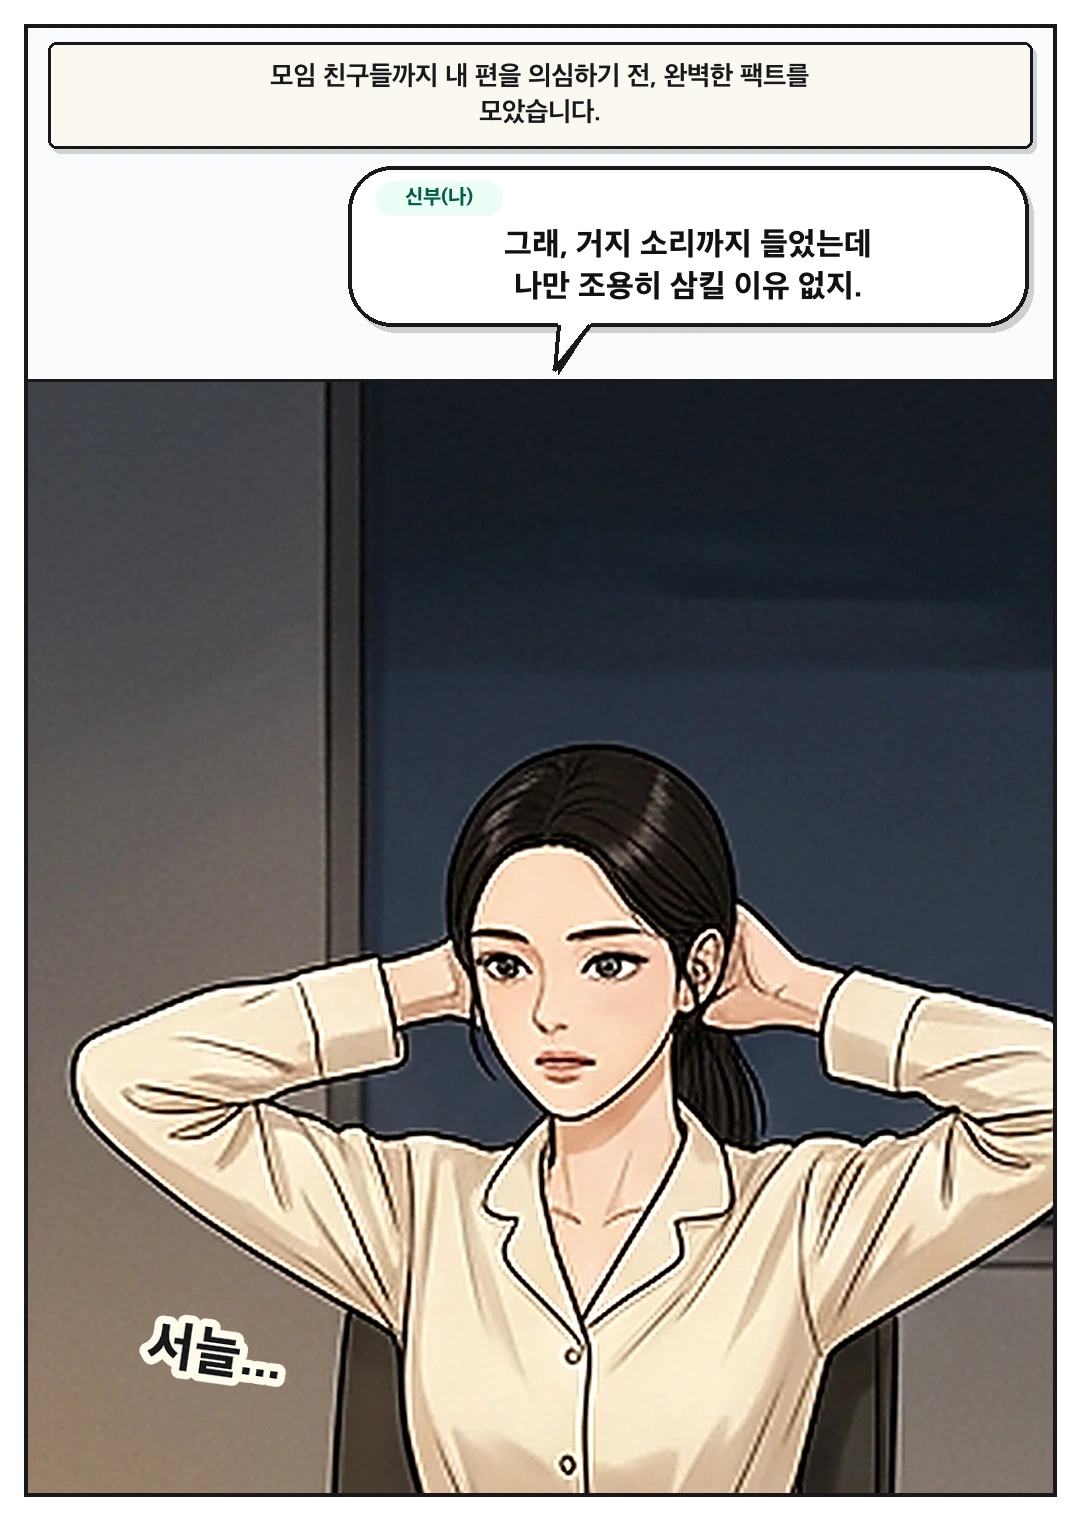 모임 친구들까지 내 편을 의심하기 전, 완벽한 팩트를
모았습니다.
신부(나)
그래, 거지 소리까지 들었는데
나만 조용히 삼킬 이유 없지.
서늘...